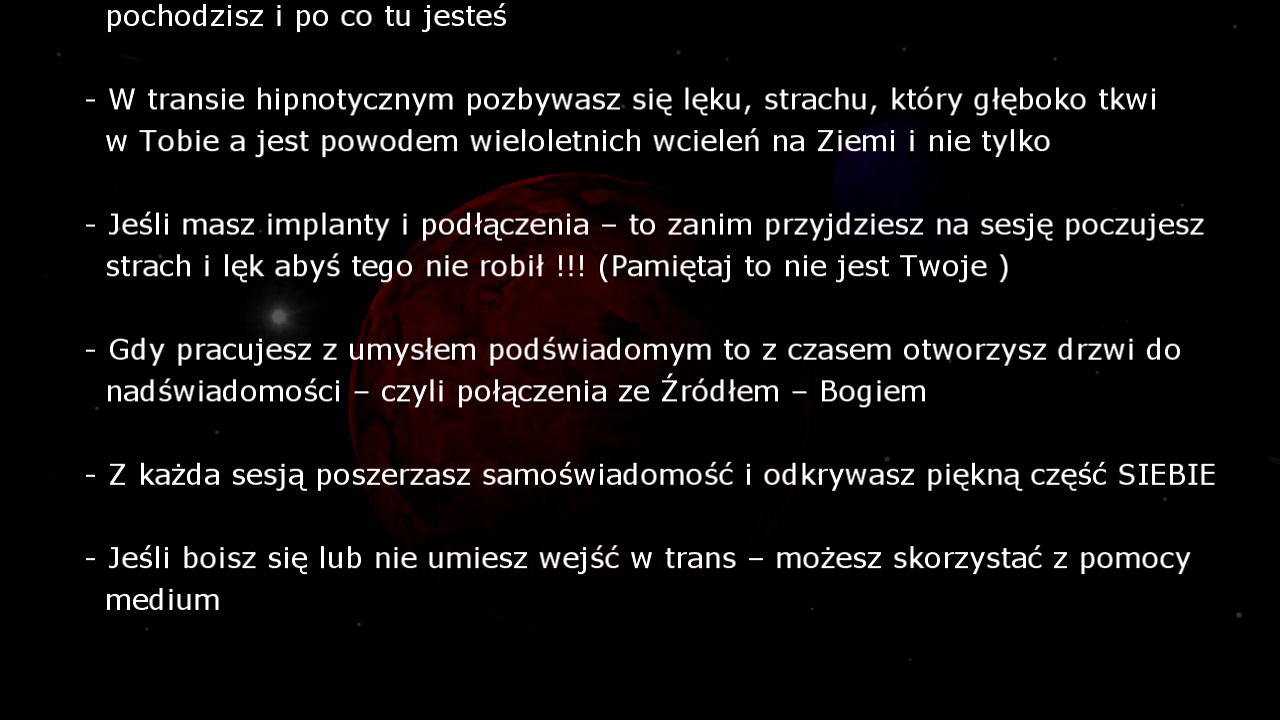 pochodzisz i po co tu jesteś
- W transie hipnotycznym pozbywasz się lęku, strachu, który głęboko tkwi
w Tobie a jest powodem wieloletnich wcieleń na Ziemi i nie tylko
- Jeśli masz implanty i podłączenia – to zanim przyjdziesz na sesję poczujesz
strach i lęk abyś tego nie robił !!! (Pamiętaj to nie jest Twoje )
- Gdy pracujesz z umysłem podświadomym to z czasem otworzysz drzwi do
nadświadomości – czyli połączenia ze Źródłem – Bogiem
- Z każda sesją poszerzasz samoświadomość i odkrywasz piękną część SIEBIE
- Jeśli boisz się lub nie umiesz wejść w trans – możesz skorzystać z pomocy
medium